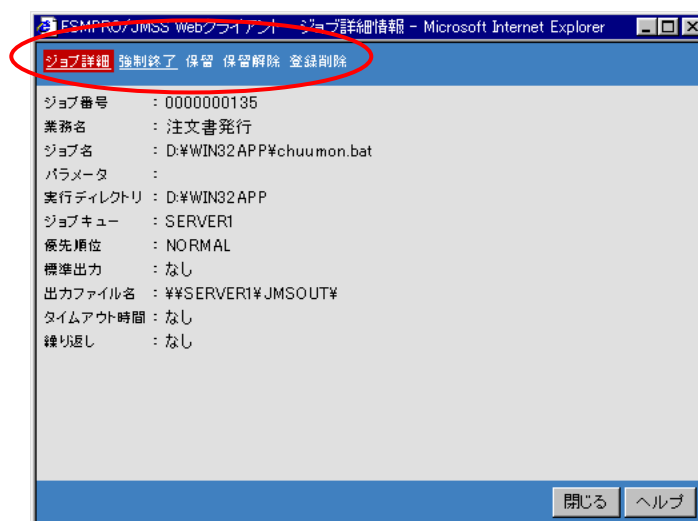 ESMPRO/JMSS Webクライアント - ジョブ詳細情報 - Microsoft Internet Explorer
ジョブ詳細 強制終了 保留 保留解除 登録削除
ジョブ番号 : 0000000135
業務名 : 注文書発行
ジョブ名 : D:¥WIN32APP¥chuumon.bat
パラメータ :
実行ディレクトリ : D:¥WIN32APP
ジョブキュー : SERVER1
優先順位 : NORMAL
標準出力 : なし
出力ファイル名 : ¥¥SERVER1¥JMSOUT¥
タイムアウト時間 : なし
繰り返し : なし
閉じる ヘルプ